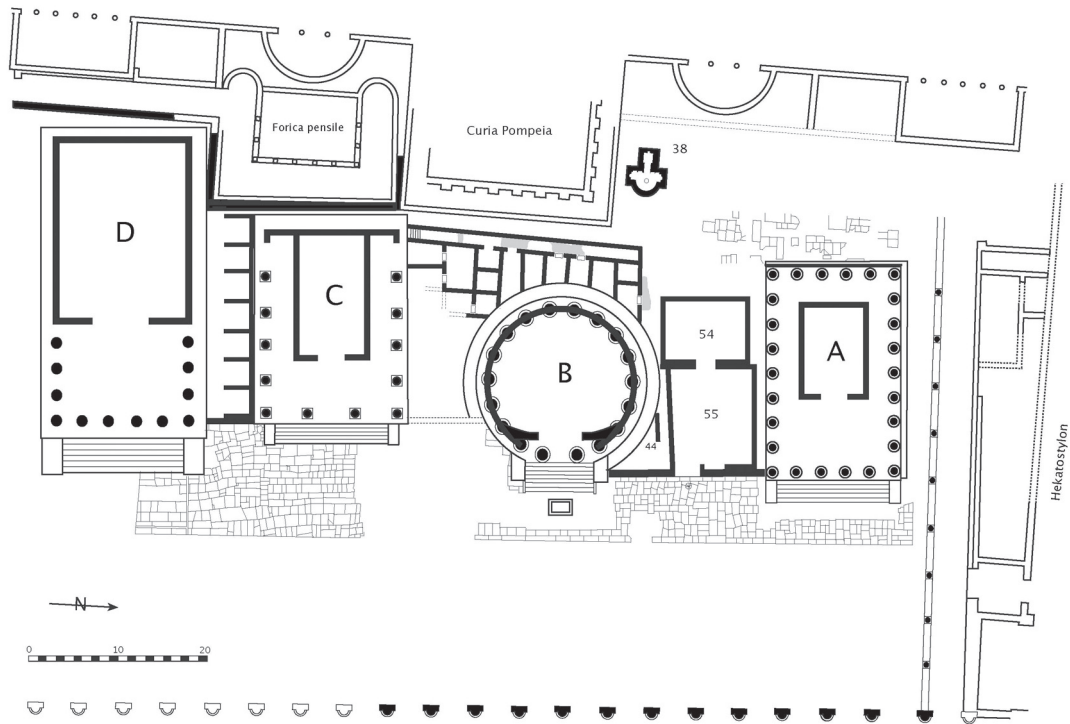 Forica pensile
Curia Pompeia
38
D
C
B
54
A
55
44
Hekatostylon
N
0 10 20